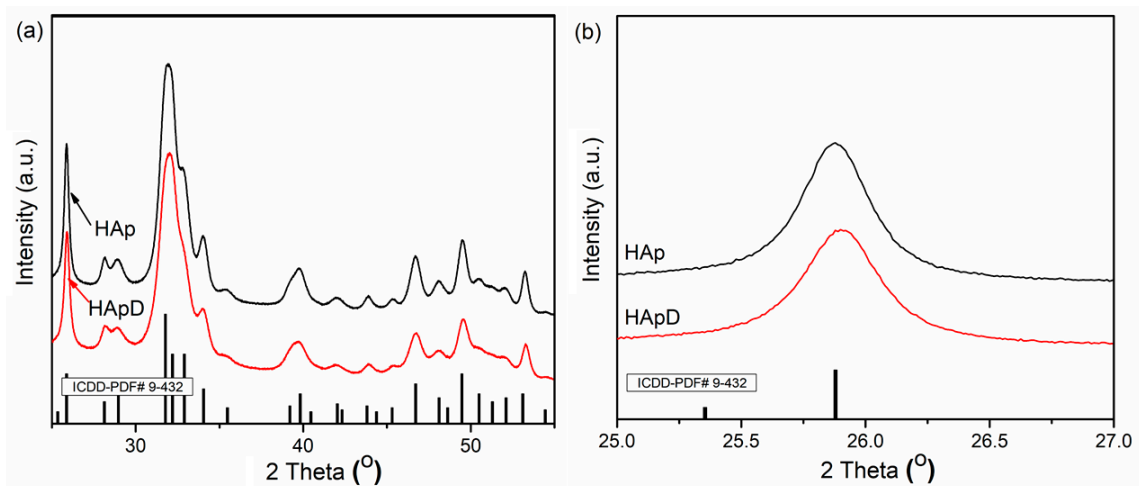 (a)
Intensity (a.u.)
HAp
HApD
ICDD-PDF# 9-432
30 40 50
2 Theta (O)
(b)
Intensity (a.u.)
HAp
HApD
ICDD-PDF# 9-432
25.0 25.5 26.0 26.5 27.0
2 Theta (O)